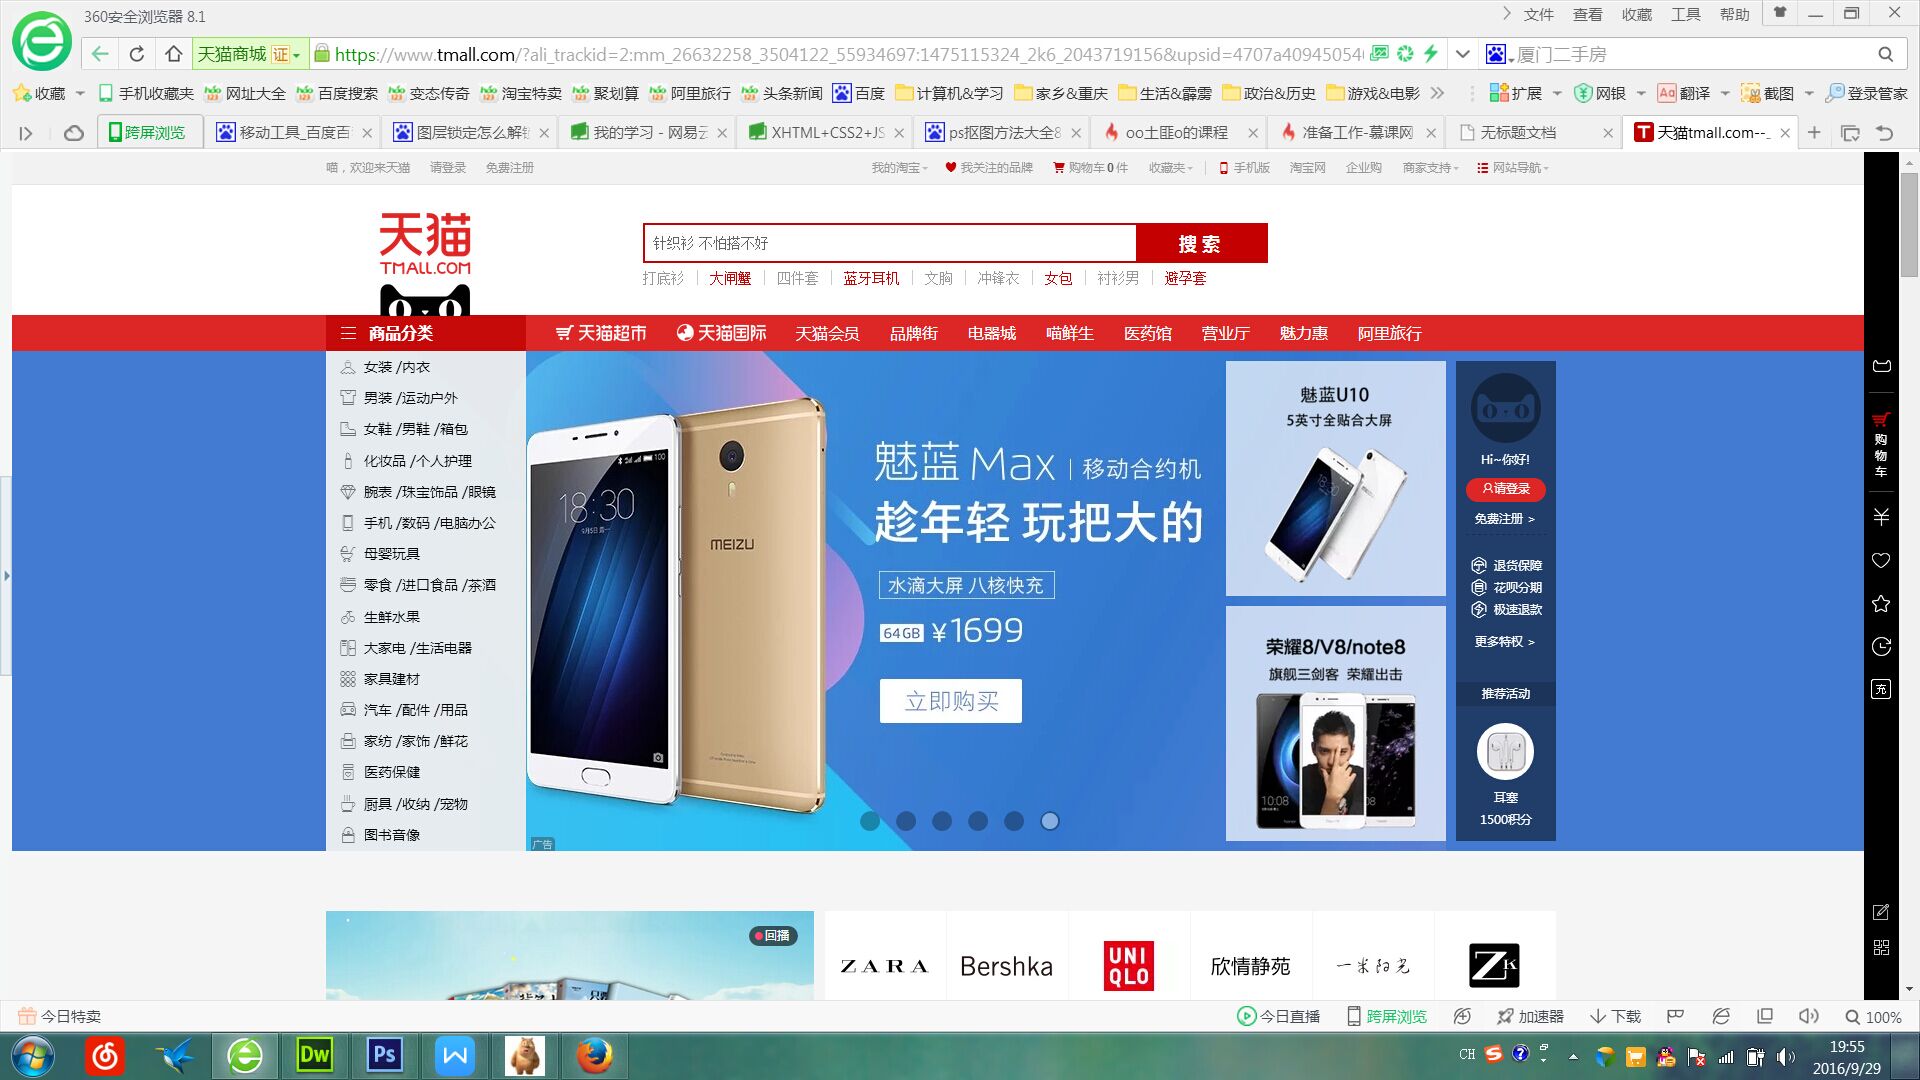 360安全浏览器 8.1
文件 查看 收藏 工具 帮助
天猫商城 证
https://www.tmall.com/?ali_trackid=2:mm_26632258_3504122_55934697:1475115324_2k6_2043719156&upsid=4707a40945054
厦门二手房
收藏 手机收藏夹 网址大全 百度搜索 变态传奇 淘宝特卖 聚划算 阿里旅行 头条新闻 百度 计算机&学习 家乡&重庆 生活&霹雳 政治&历史 游戏&电影 扩展 网银 翻译 截图 登录管家
跨屏浏览 移动工具_百度百 图层锁定怎么解锁 我的学习 - 网易云 XHTML+CSS2+JS ps抠图方法大全8 oo土匪o的课程 准备工作-慕课网 无标题文档 天猫tmall.com--_
喵，欢迎来天猫 请登录 免费注册
我的淘宝 我关注的品牌 购物车0件 收藏夹 手机版 淘宝网 企业购 商家支持 网站导航
天猫
TMALL.COM
针织衫 不怕搭不好
搜索
打底衫 大闸蟹 四件套 蓝牙耳机 文胸 冲锋衣 女包 衬衫男 避孕套
商品分类 天猫超市 天猫国际 天猫会员 品牌街 电器城 喵鲜生 医药馆 营业厅 魅力惠 阿里旅行
女装 /内衣
男装 /运动户外
女鞋 /男鞋 /箱包
化妆品 /个人护理
腕表 /珠宝饰品 /眼镜
手机 /数码 /电脑办公
母婴玩具
零食 /进口食品 /茶酒
生鲜水果
大家电 /生活电器
家具建材
汽车 /配件 /用品
家纺 /家饰 /鲜花
医药保健
厨具 /收纳 /宠物
图书音像
18:30
MEIZU
魅蓝 Max | 移动合约机
趁年轻 玩把大的
水滴大屏 八核快充
64GB ¥1699
立即购买
广告
魅蓝U10
5英寸全贴合大屏
荣耀8/V8/note8
旗舰三剑客 荣耀出击
10:08
08
Hi~你好!
请登录
免费注册 >
退货保障
花呗分期
极速退款
更多特权 >
推荐活动
耳塞
1500积分
购物车
充
回播
ZARA
Bershka
UNI
QLO
欣情静苑
一米阳光
ZK
今日特卖
今日直播 跨屏浏览 加速器 下载 100%
Dw
Ps
CH
19:55
2016/9/29